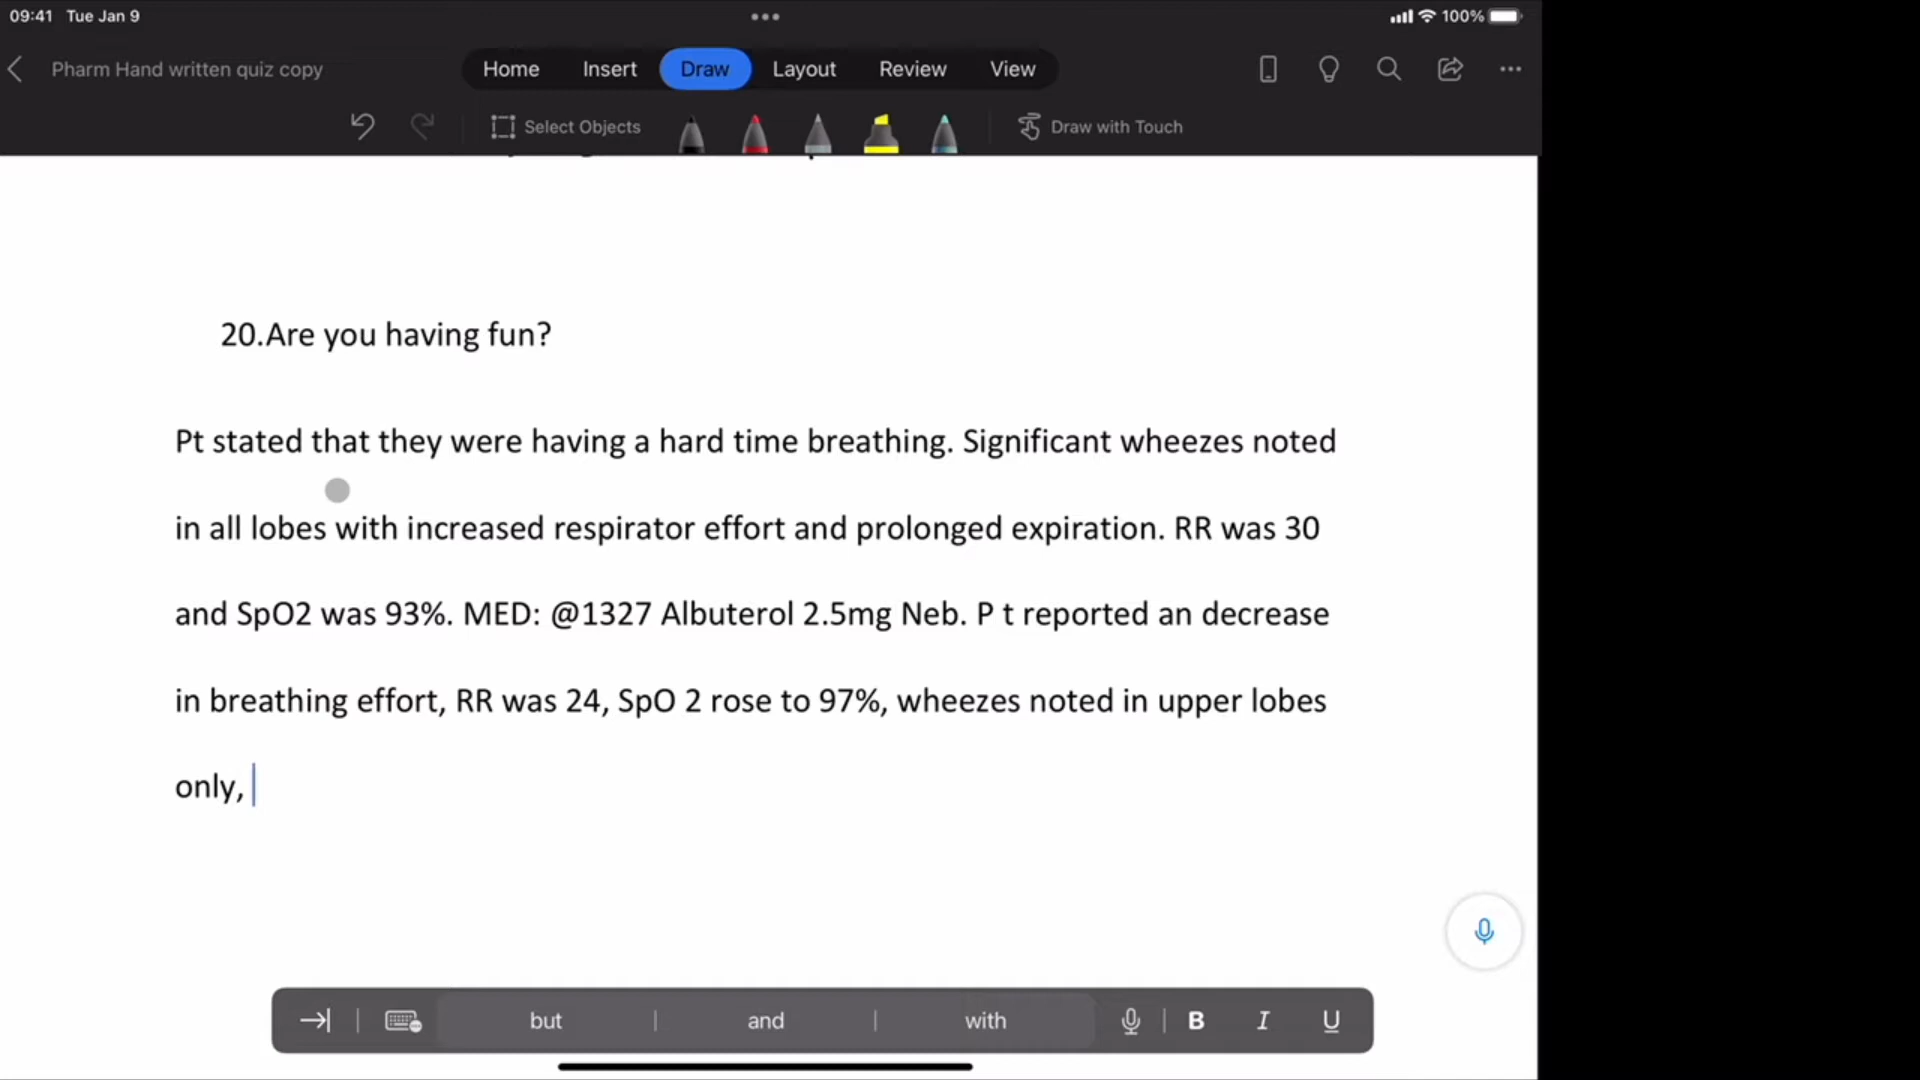 09:41 Tue Jan 9
100%
Pharm Hand written quiz copy
Home Insert Draw Layout Review View
Select Objects
Draw with Touch
20.Are you having fun?
Pt stated that they were having a hard time breathing. Significant wheezes noted
in all lobes with increased respirator effort and prolonged expiration. RR was 30
and SpO2 was 93%. MED: @1327 Albuterol 2.5mg Neb. P t reported an decrease
in breathing effort, RR was 24, SpO 2 rose to 97%, wheezes noted in upper lobes
only,
but and with B I U